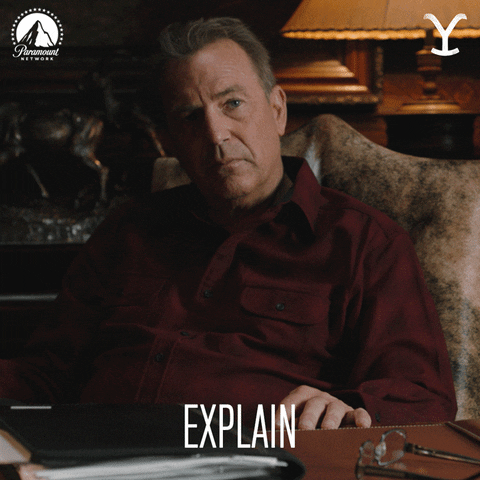 Paramount
NETWORK
Y
EXPLAIN